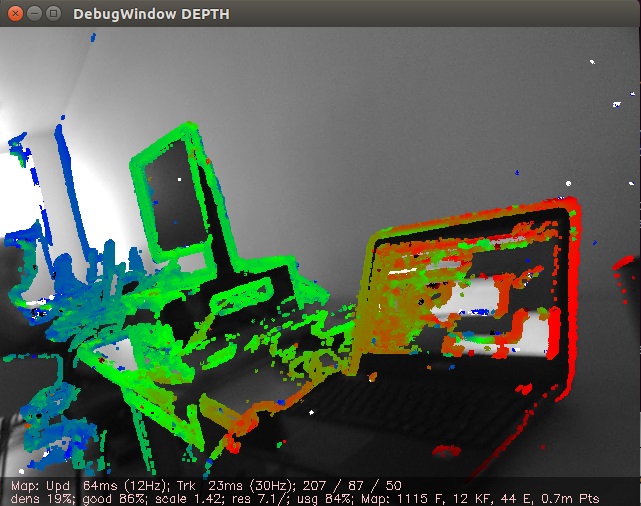 DebugWindow DEPTH
Map: Upd 64ms (12Hz); Trk 23ms (30Hz); 207 / 87 / 50
dens 19%; good 86%; scale 1.42; res 7.1/; usg 84%; Map: 1115 F, 12 KF, 44 E, 0.7m Pts